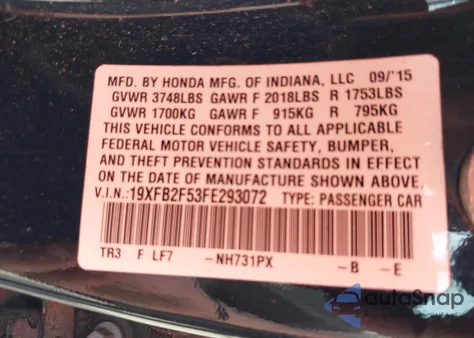 MFD. BY HONDA MFG. OF INDIANA, LLC 09/'15
GVWR 3748LBS GAWR F 2018LBS R 1753LBS
GVWR 1700KG GAWR F 915KG R 795KG
THIS VEHICLE CONFORMS TO ALL APPLICABLE
FEDERAL MOTOR VEHICLE SAFETY, BUMPER,
AND THEFT PREVENTION STANDARDS IN EFFECT
ON THE DATE OF MANUFACTURE SHOWN ABOVE.
V.I.N.:19XFB2F53FE293072 TYPE: PASSENGER CAR
TR3 F LF7 -NH731PX -B -E
autoSnap